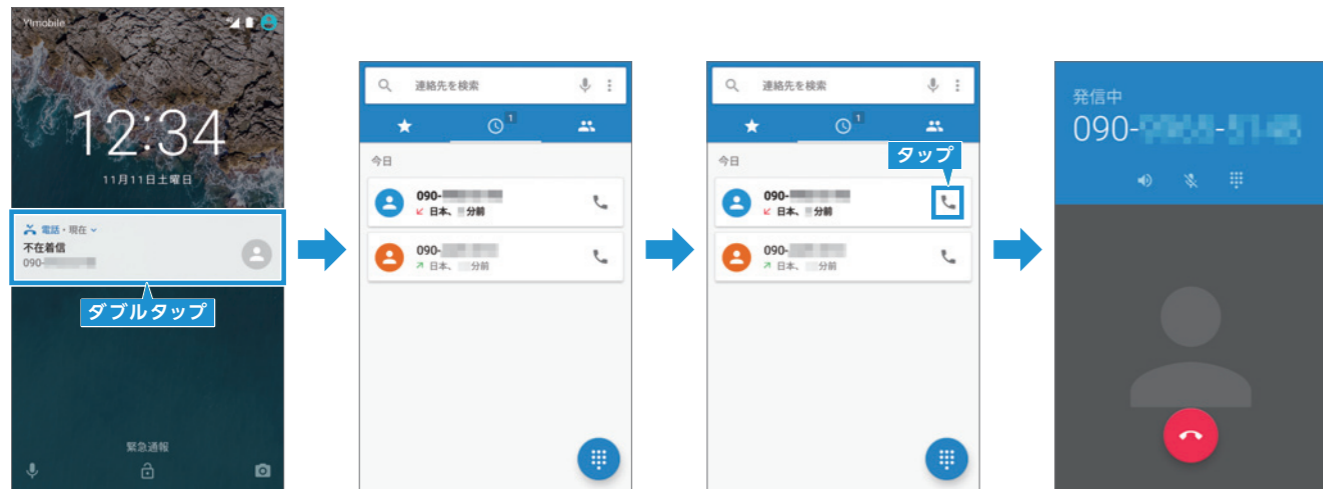 Y!mobile
12:34
11月11日土曜日
電話・現在
不在着信
090-
ダブルタップ
緊急通報
連絡先を検索
1
今日
090-
日本、 分前
090-
日本、 分前
連絡先を検索
1
タップ
今日
090-
日本、 分前
090-
日本、 分前
発信中
090-